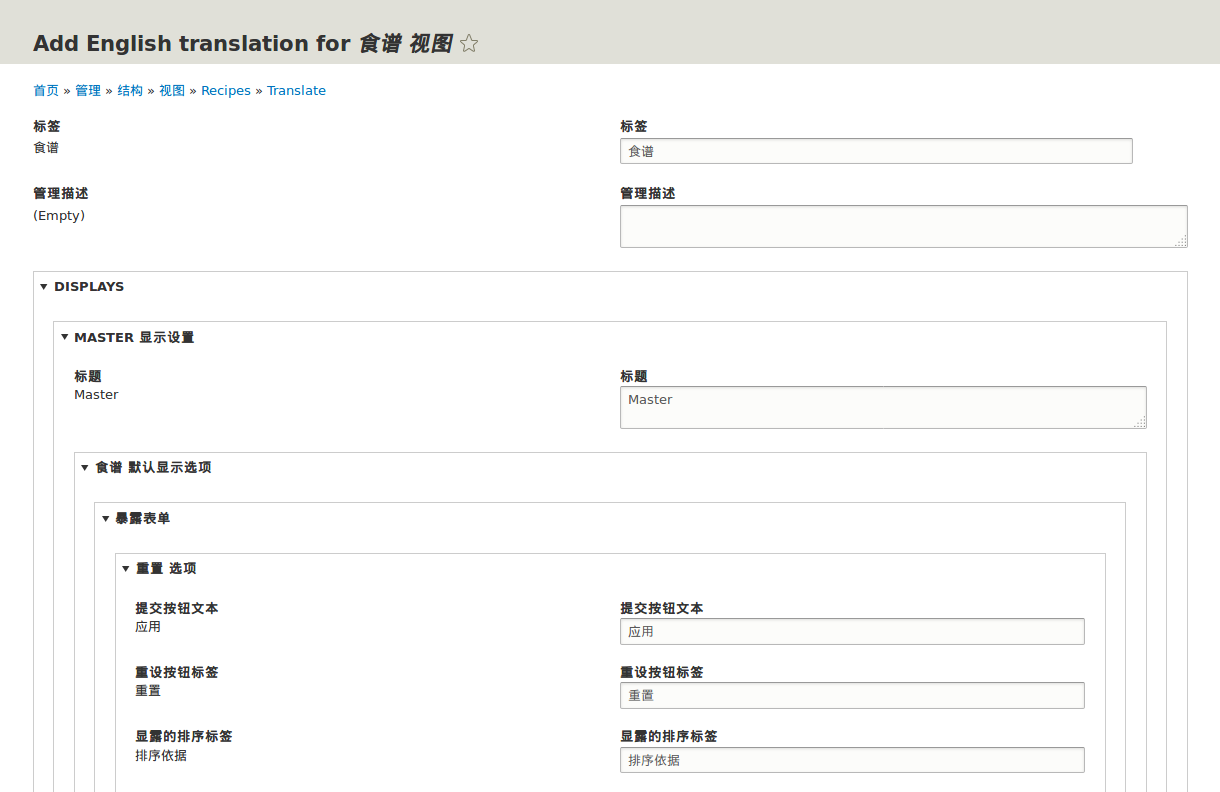 Add English translation for 食谱 视图
首页 » 管理 » 结构 » 视图 » Recipes » Translate
标签 标签
食谱 食谱
管理描述 管理描述
(Empty)
DISPLAYS
MASTER 显示设置
标题 标题
Master Master
食谱 默认显示选项
暴露表单
重置 选项
提交按钮文本 提交按钮文本
应用 应用
重设按钮标签 重设按钮标签
重置 重置
显露的排序标签 显露的排序标签
排序依据 排序依据